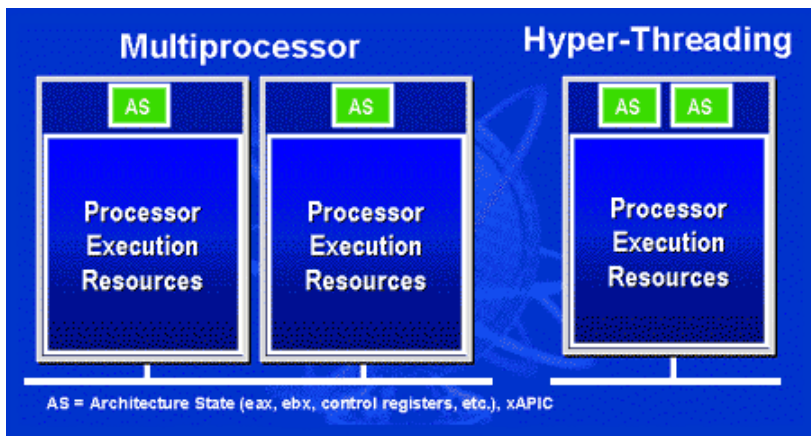 Multiprocessor
Hyper-Threading
AS
AS
AS
AS
Processor
Execution
Resources
Processor
Execution
Resources
Processor
Execution
Resources
AS = Architecture State (eax, ebx, control registers, etc.), xAPIC